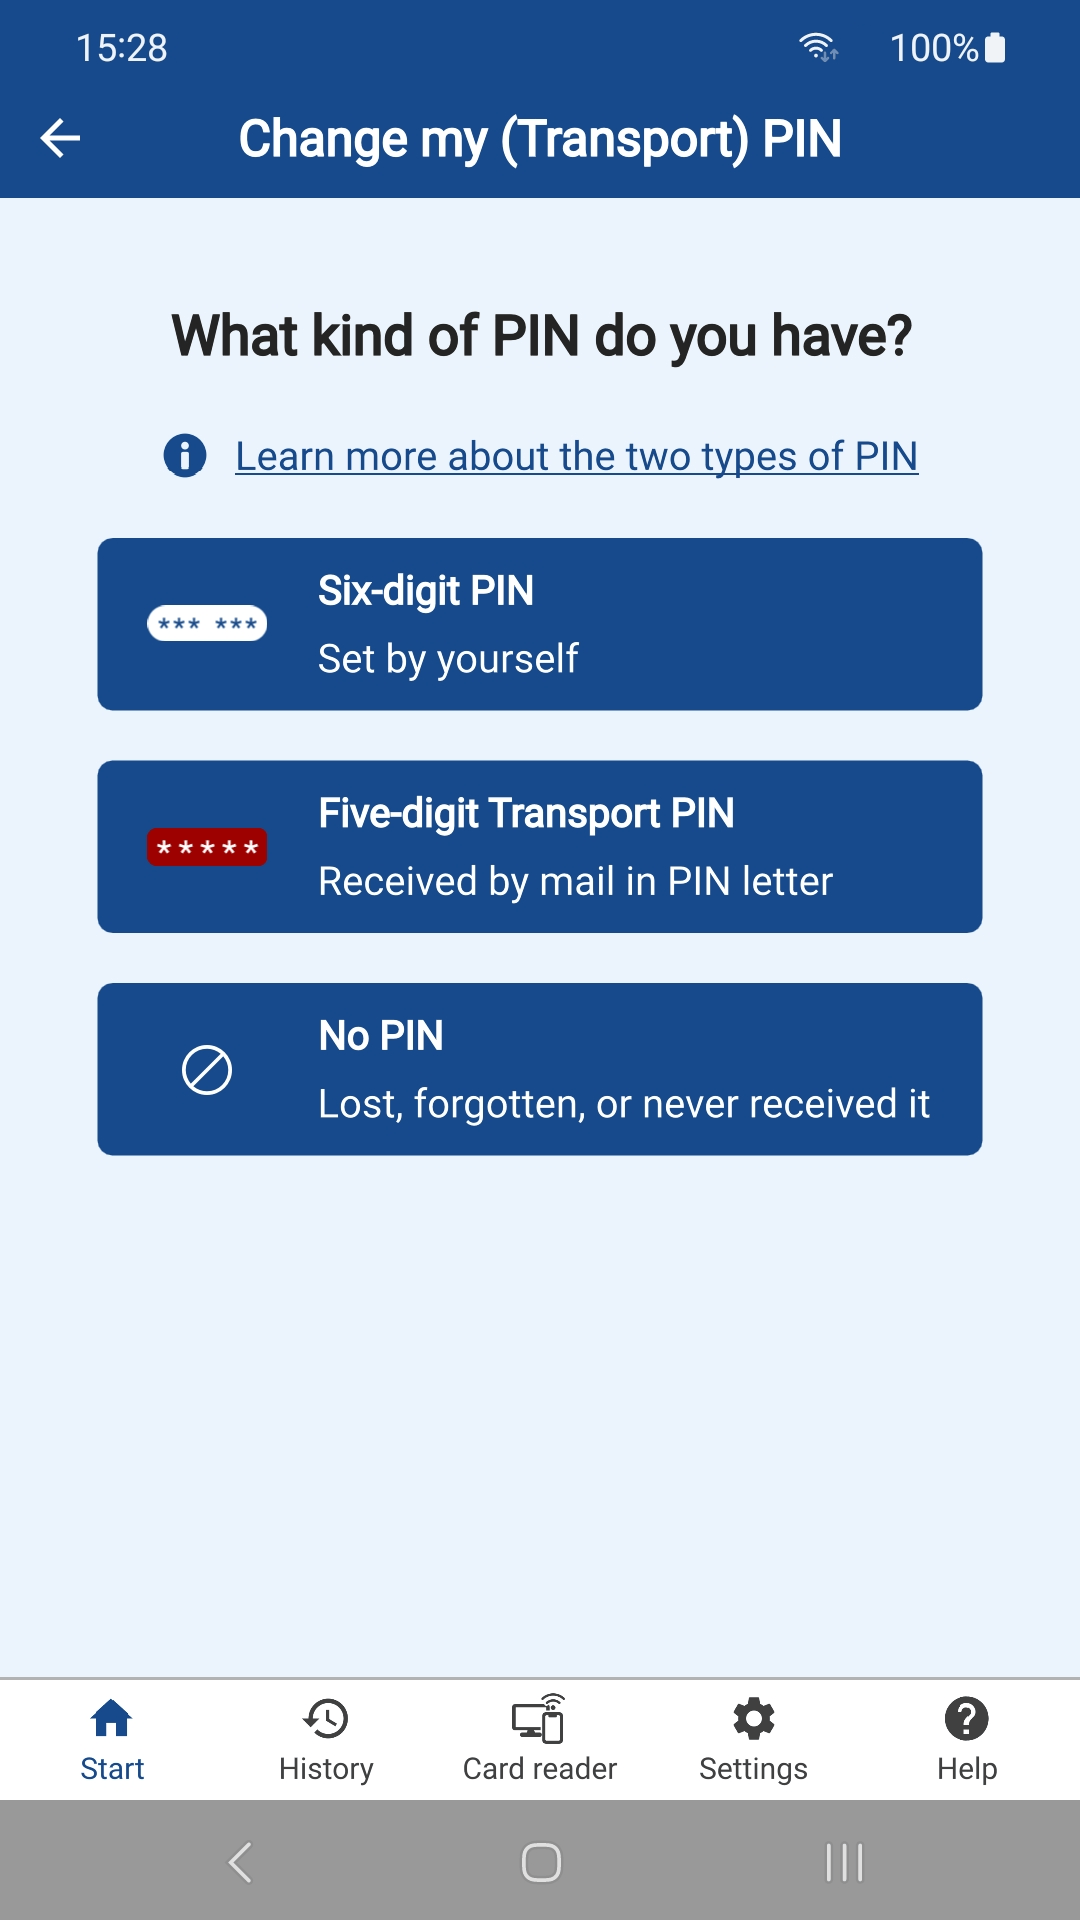 15:28
100%
Change my (Transport) PIN
What kind of PIN do you have?
Learn more about the two types of PIN
*** ***
Six-digit PIN
Set by yourself
*****
Five-digit Transport PIN
Received by mail in PIN letter
No PIN
Lost, forgotten, or never received it
Start
History
Card reader
Settings
Help